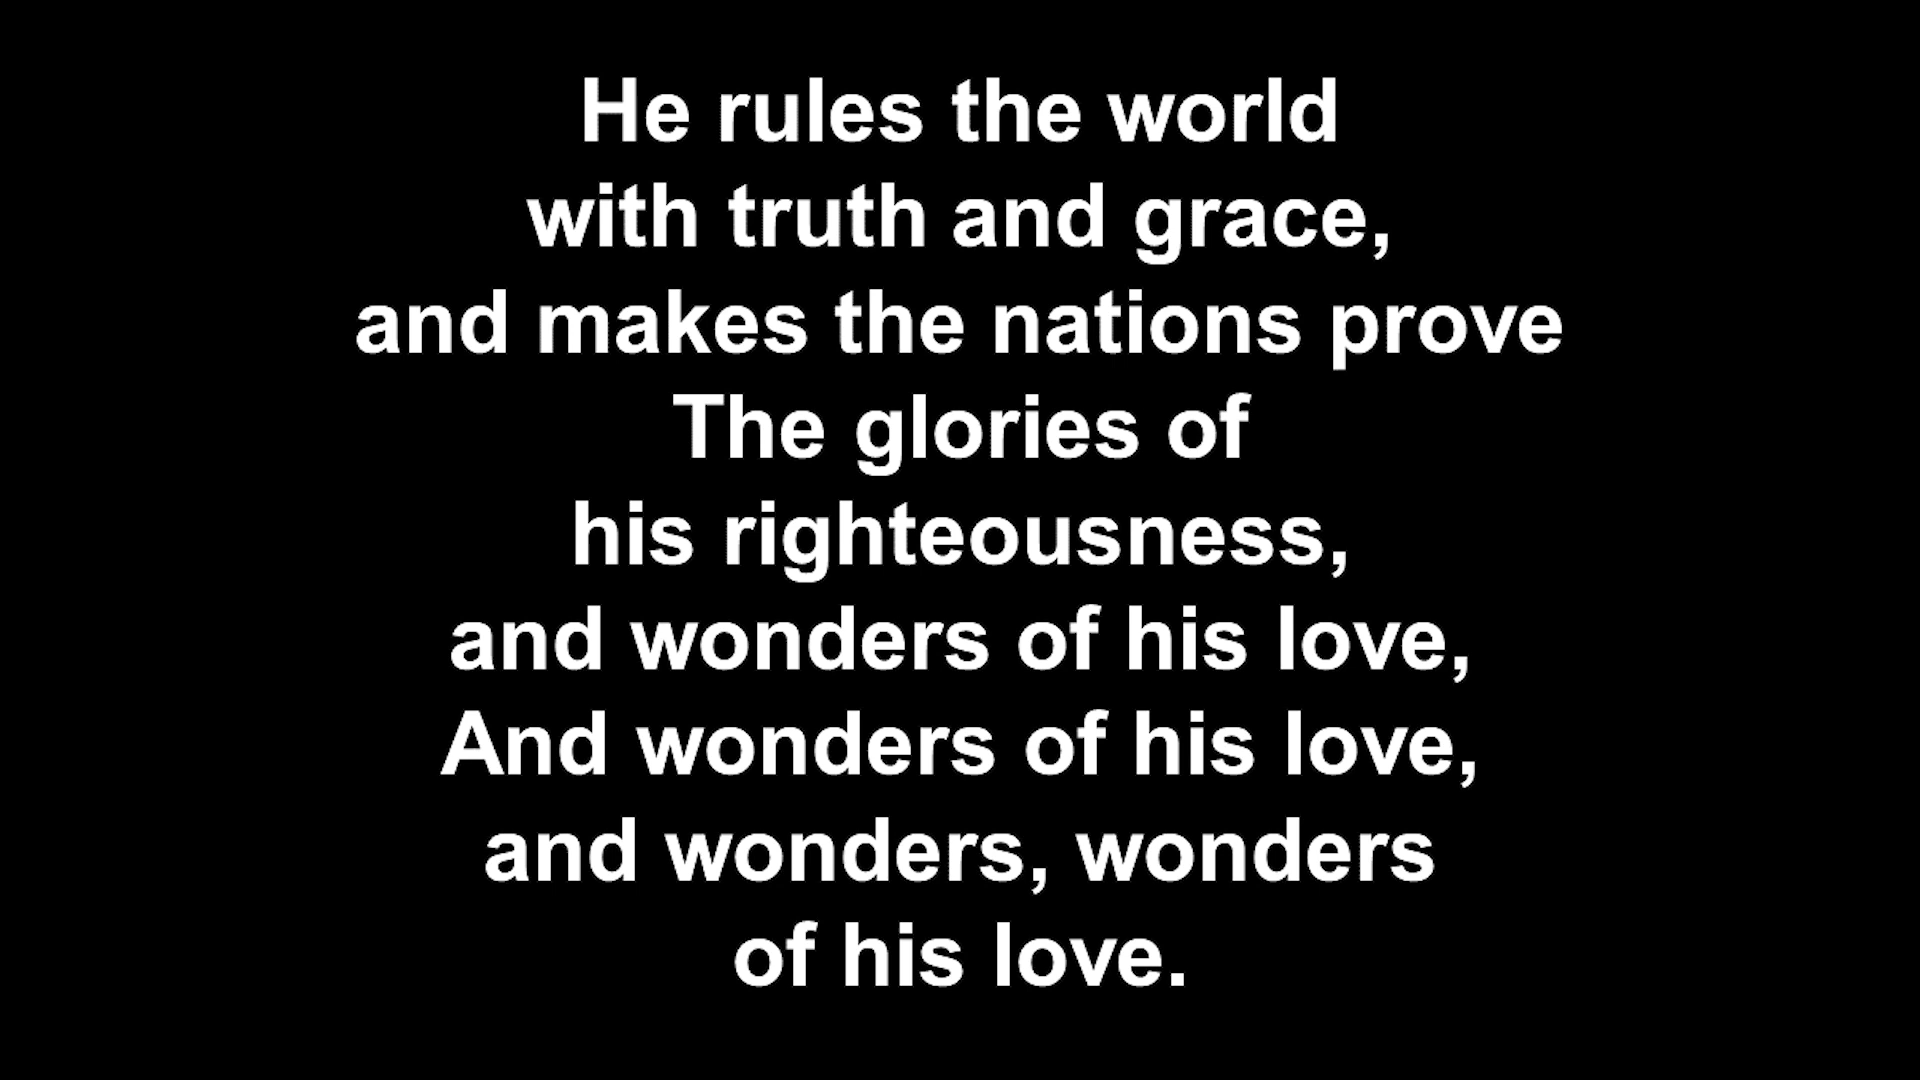 He rules the world
with truth and grace,
and makes the nations prove
The glories of
his righteousness,
and wonders of his love,
And wonders of his love,
and wonders, wonders
of his love.